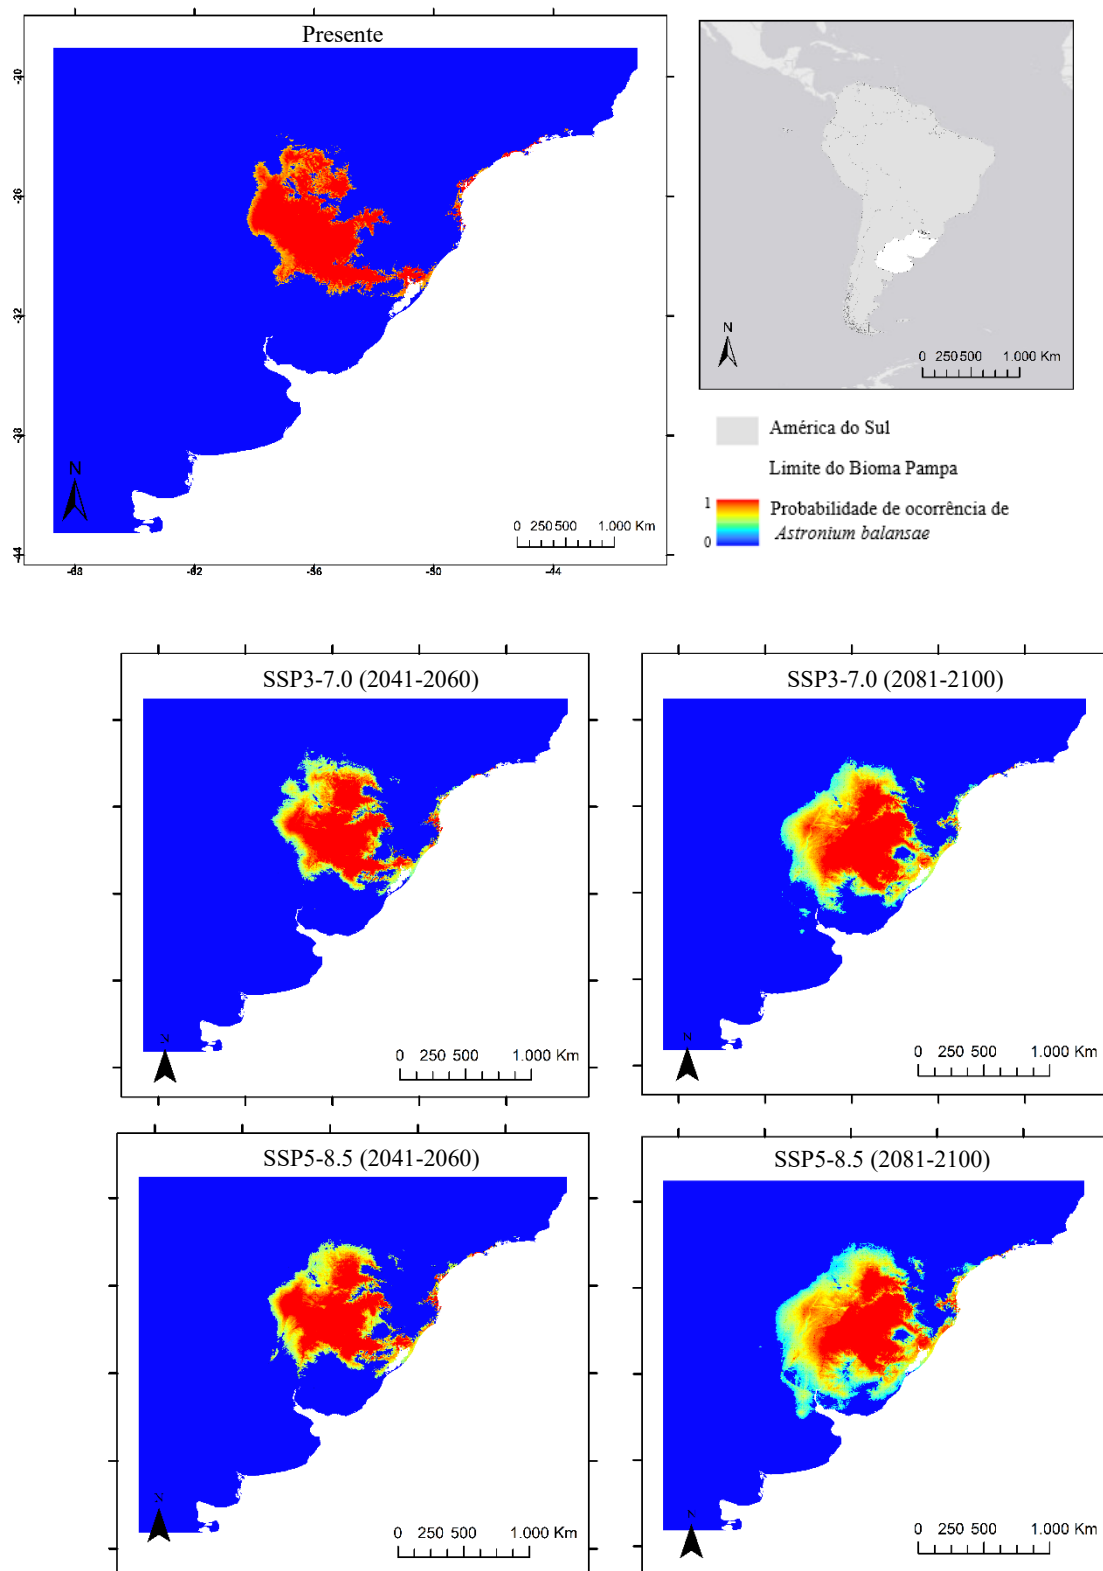 Presente
-20
-26
-32
-38
-44
-68
-62
-56
-50
-44
N
0 250 500 1.000 Km
N
0 250 500 1.000 Km
América do Sul
Limite do Bioma Pampa
1
0
Probabilidade de ocorrência de
Astronium balansae
SSP3-7.0 (2041-2060)
N
0 250 500 1.000 Km
SSP3-7.0 (2081-2100)
N
0 250 500 1.000 Km
SSP5-8.5 (2041-2060)
N
0 250 500 1.000 Km
SSP5-8.5 (2081-2100)
N
0 250 500 1.000 Km